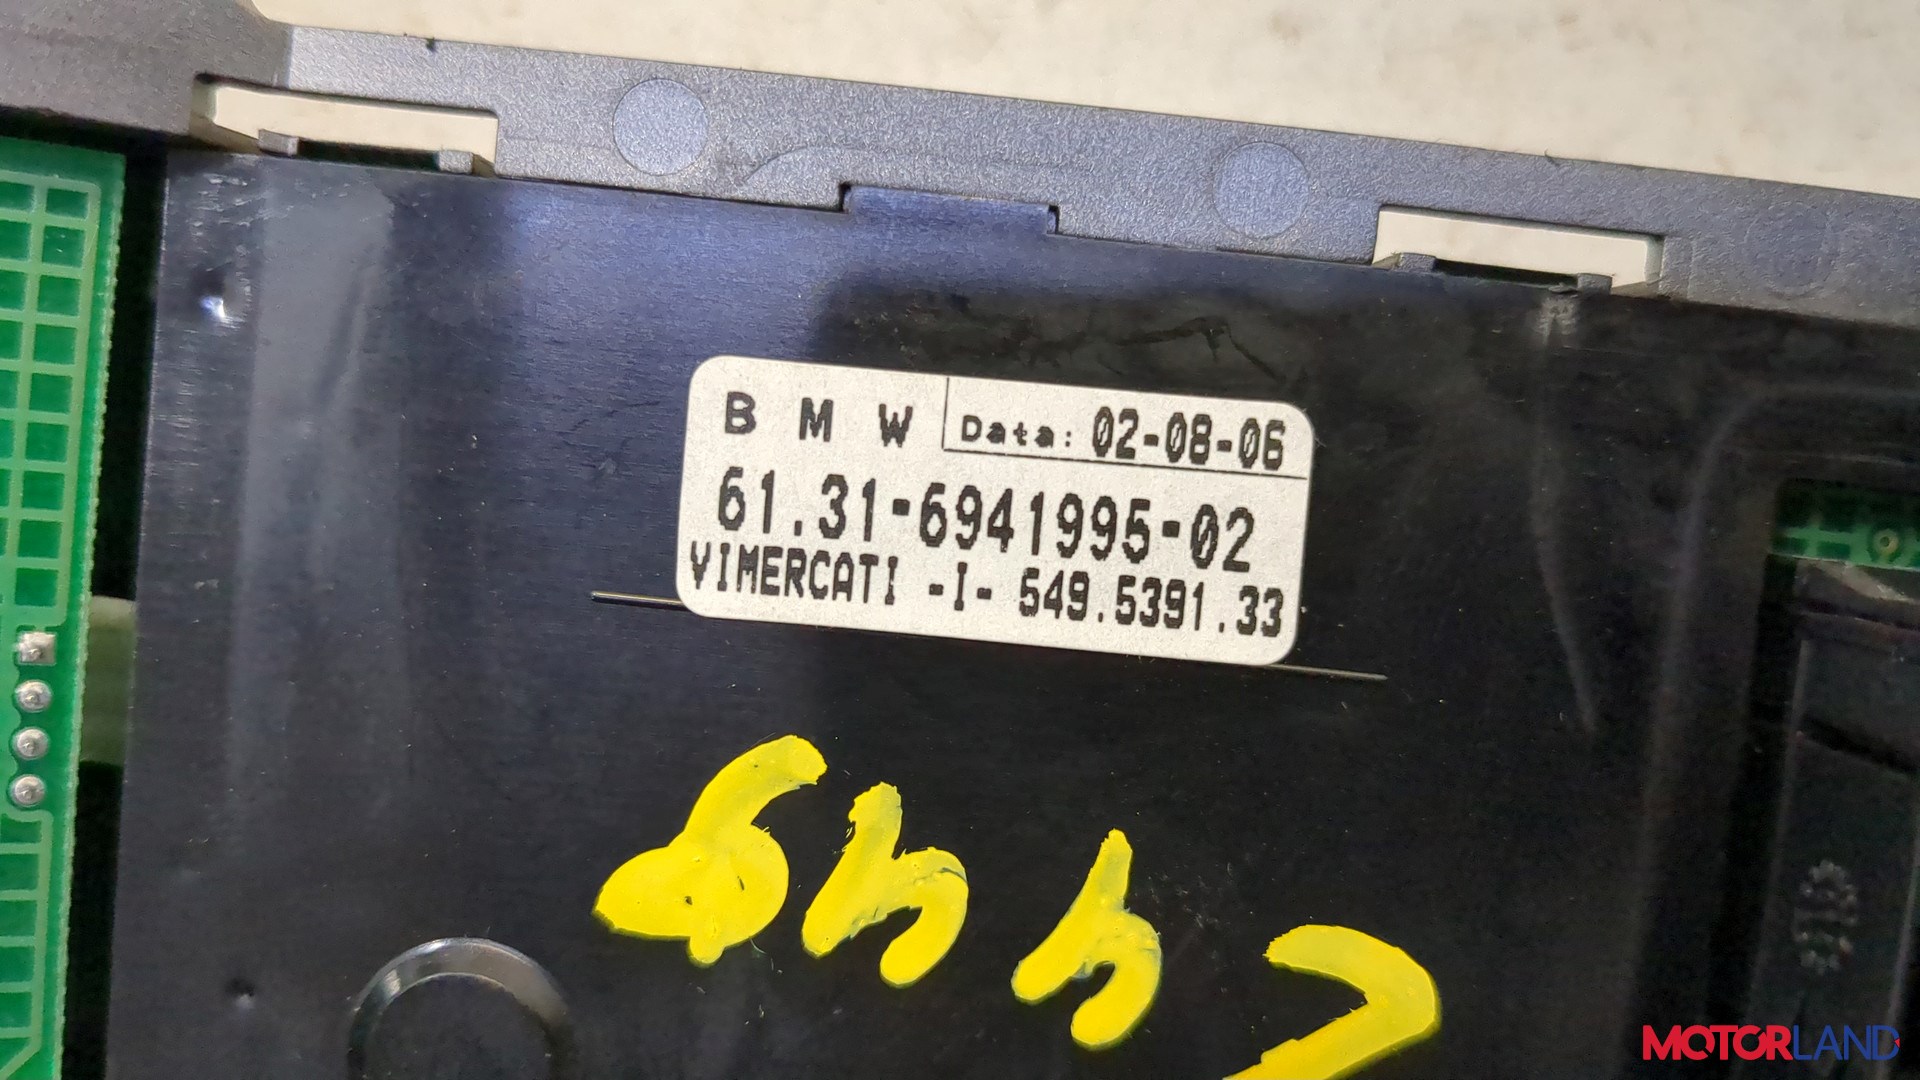 B M W Data: 02-08-06
61.31-6941995-02
VIMERCATI -I- 549.5391.33
MOTORLAND